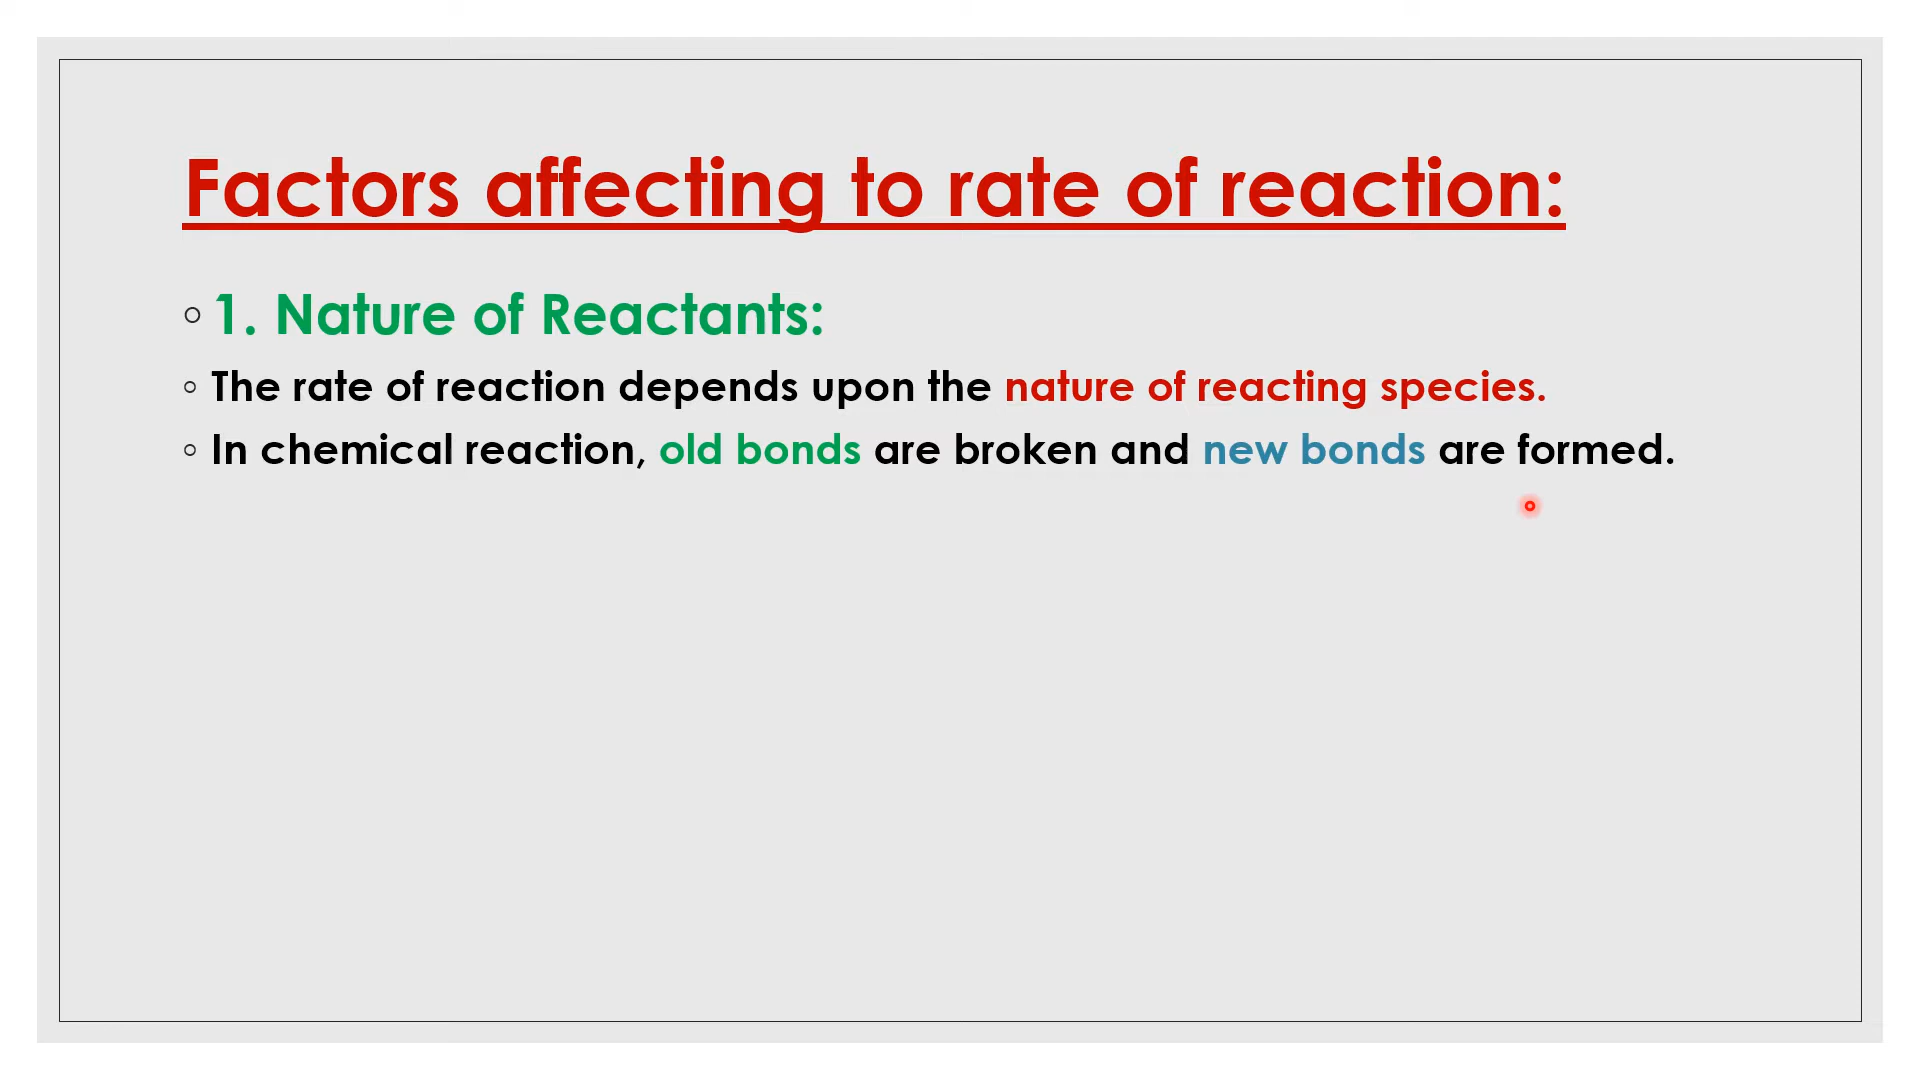 Factors affecting to rate of reaction:
◦ 1. Nature of Reactants:
◦ The rate of reaction depends upon the nature of reacting species.
◦ In chemical reaction, old bonds are broken and new bonds are formed.